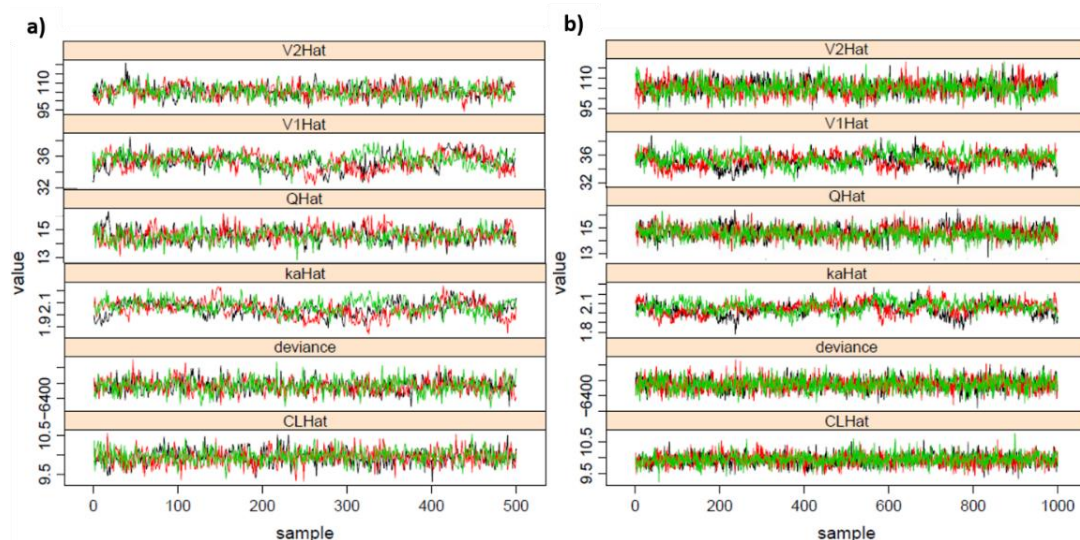 a)
V2Hat
95 110
V1Hat
32 36
QHat
13 15
kaHat
1.9 2.1
deviance
−6400
CLHat
9.5 10.5
value
0 100 200 300 400 500
sample
b)
V2Hat
95 110
V1Hat
32 36
QHat
13 15
kaHat
1.8 2.1
deviance
−6400
CLHat
9.5 10.5
value
0 200 400 600 800 1000
sample